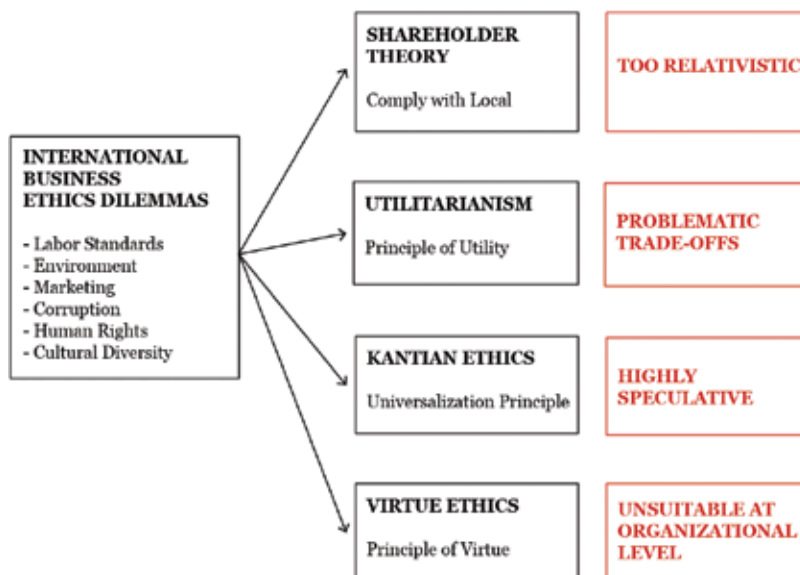 INTERNATIONAL
BUSINESS
ETHICS DILEMMAS
- Labor Standards
- Environment
- Marketing
- Corruption
- Human Rights
- Cultural Diversity
SHAREHOLDER
THEORY
Comply with Local
TOO RELATIVISTIC
UTILITARIANISM
Principle of Utility
PROBLEMATIC
TRADE-OFFS
KANTIAN ETHICS
Universalization Principle
HIGHLY
SPECULATIVE
VIRTUE ETHICS
Principle of Virtue
UNSUITABLE AT
ORGANIZATIONAL
LEVEL